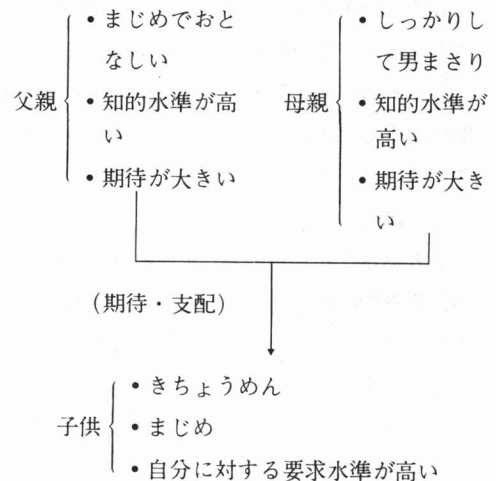 父親
• まじめでおと
なしい
• 知的水準が高
い
• 期待が大きい
母親
• しっかりし
て男まさり
• 知的水準が
高い
• 期待が大き
い
(期待・支配)
子供
• きちょうめん
• まじめ
• 自分に対する要求水準が高い